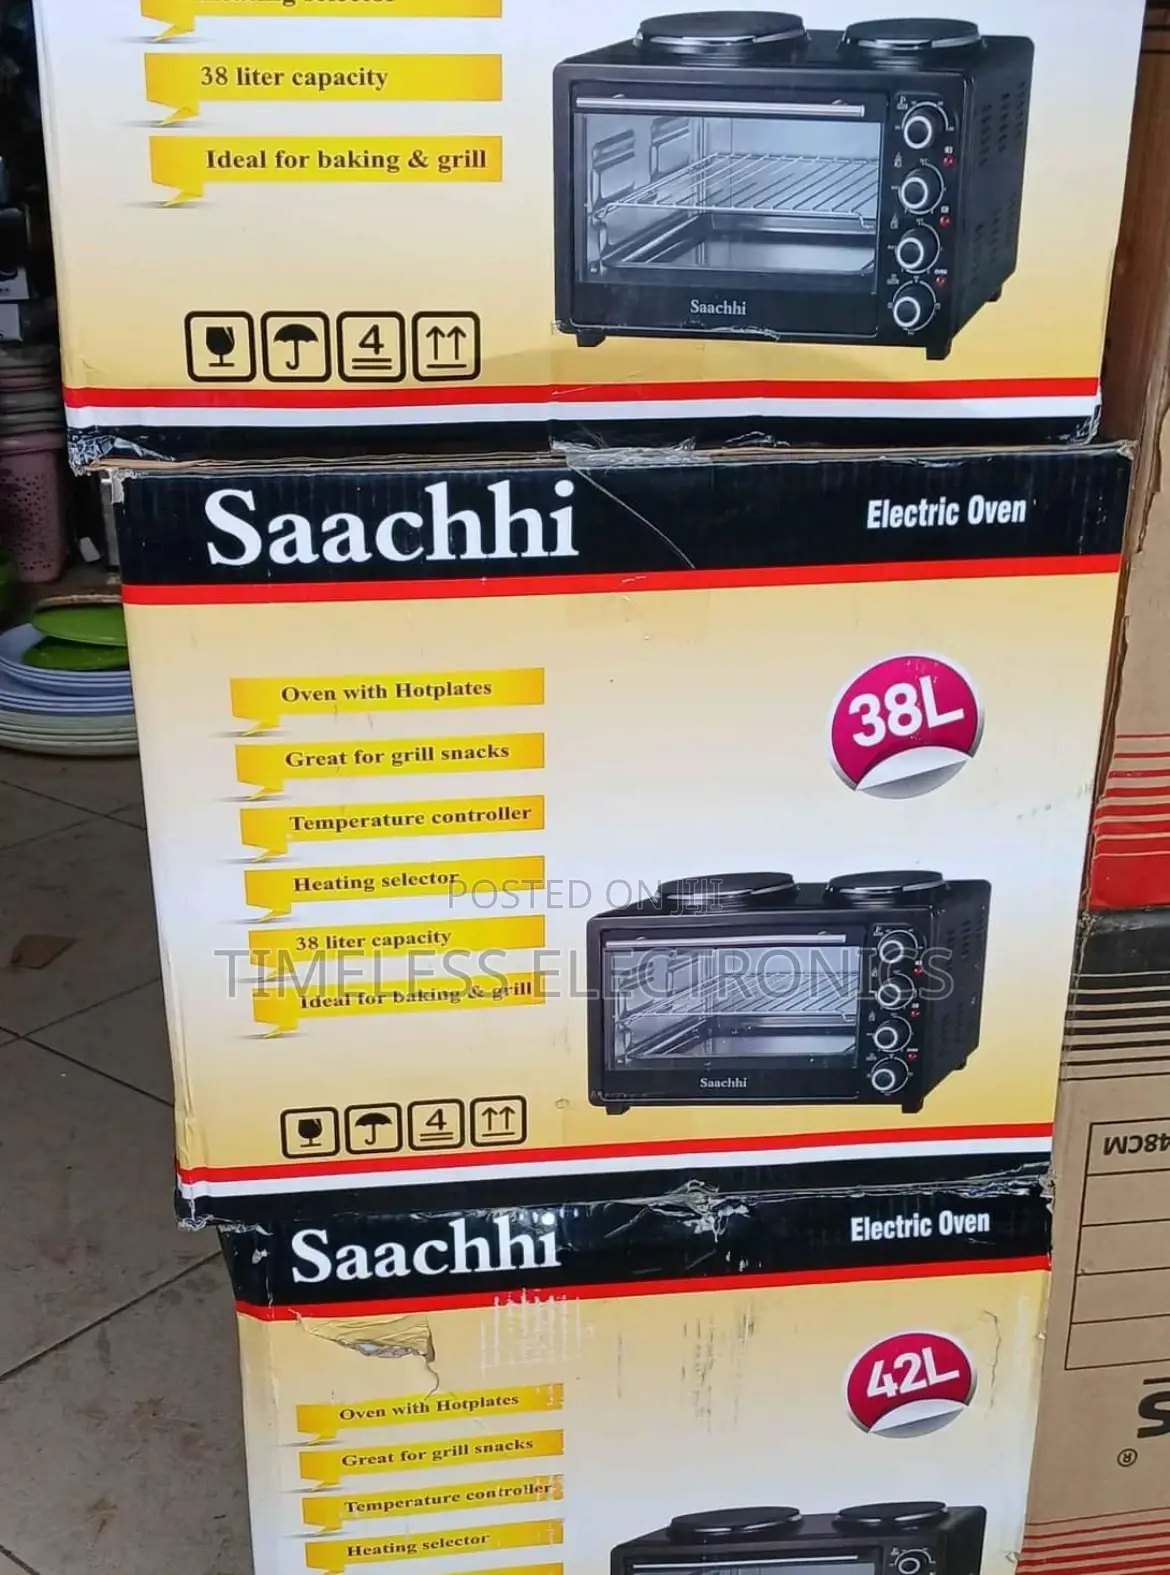 38 liter capacity
Ideal for baking & grill
Saachhi
4
Saachhi
Electric Oven
38L
Oven with Hotplates
Great for grill snacks
Temperature controller
Heating selector
38 liter capacity
Ideal for baking & grill
POSTED ON JIJI
TIMELESS ELECTRONICS
Saachhi
4
Saachhi
Electric Oven
42L
Oven with Hotplates
Great for grill snacks
Temperature controller
Heating selector
48CM
®